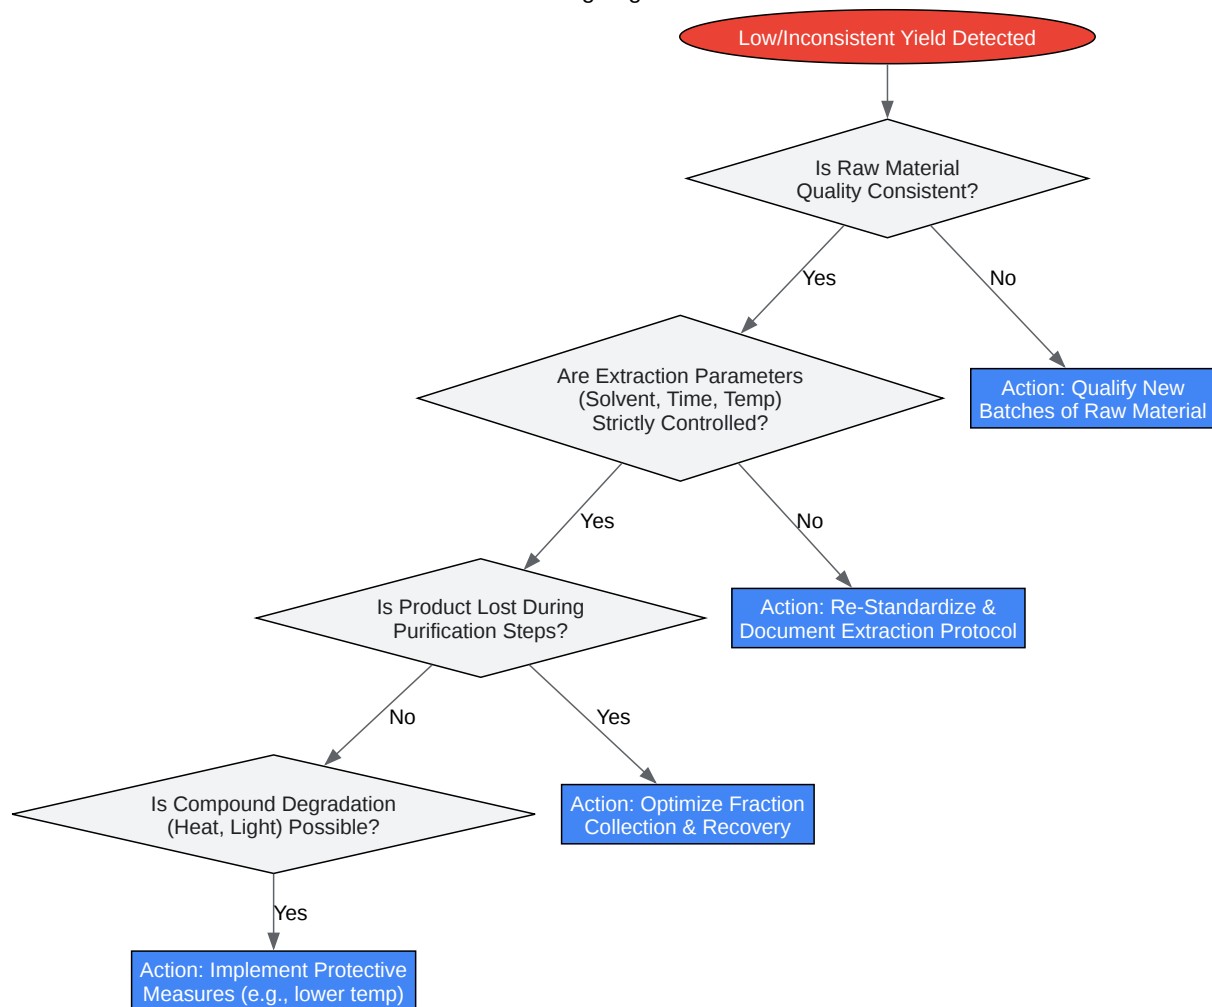 Low/Inconsistent Yield Detected
Is Raw Material
Quality Consistent?
Yes
No
Are Extraction Parameters
(Solvent, Time, Temp)
Strictly Controlled?
Action: Qualify New
Batches of Raw Material
Yes
No
Is Product Lost During
Purification Steps?
Action: Re-Standardize &
Document Extraction Protocol
No
Yes
Is Compound Degradation
(Heat, Light) Possible?
Action: Optimize Fraction
Collection & Recovery
Yes
Action: Implement Protective
Measures (e.g., lower temp)